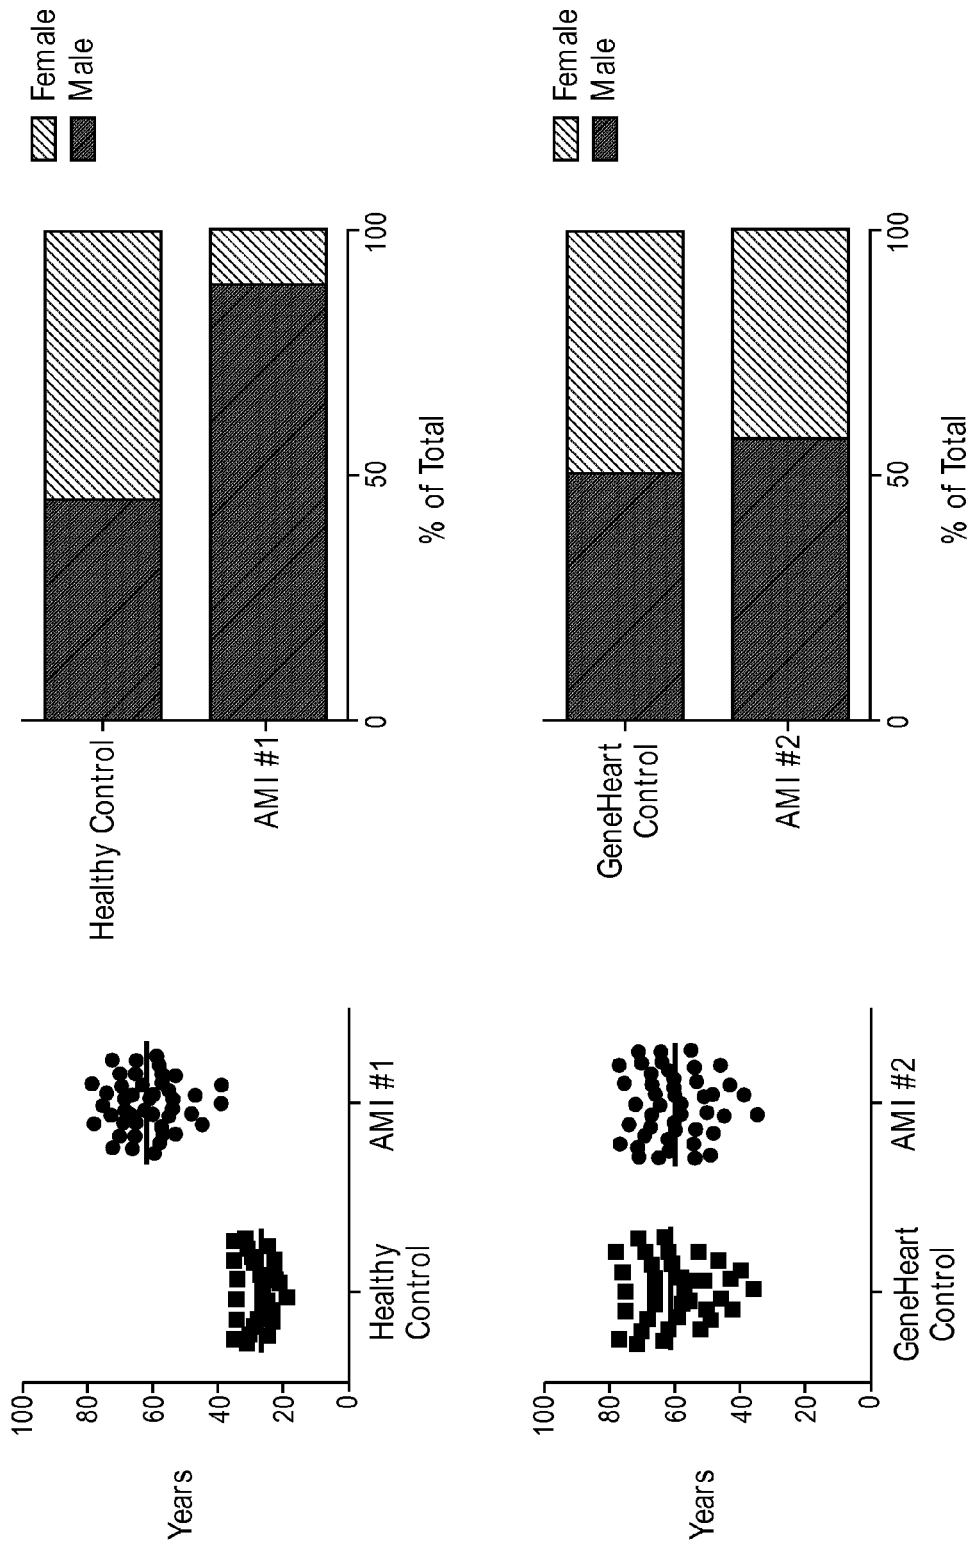 Years
100
80
60
40
20
0
Healthy
Control
AMI #1
Healthy Control
AMI #1
0
50
100
% of Total
Female
Male
Years
100
80
60
40
20
0
GeneHeart
Control
AMI #2
GeneHeart
Control
AMI #2
0
50
100
% of Total
Female
Male